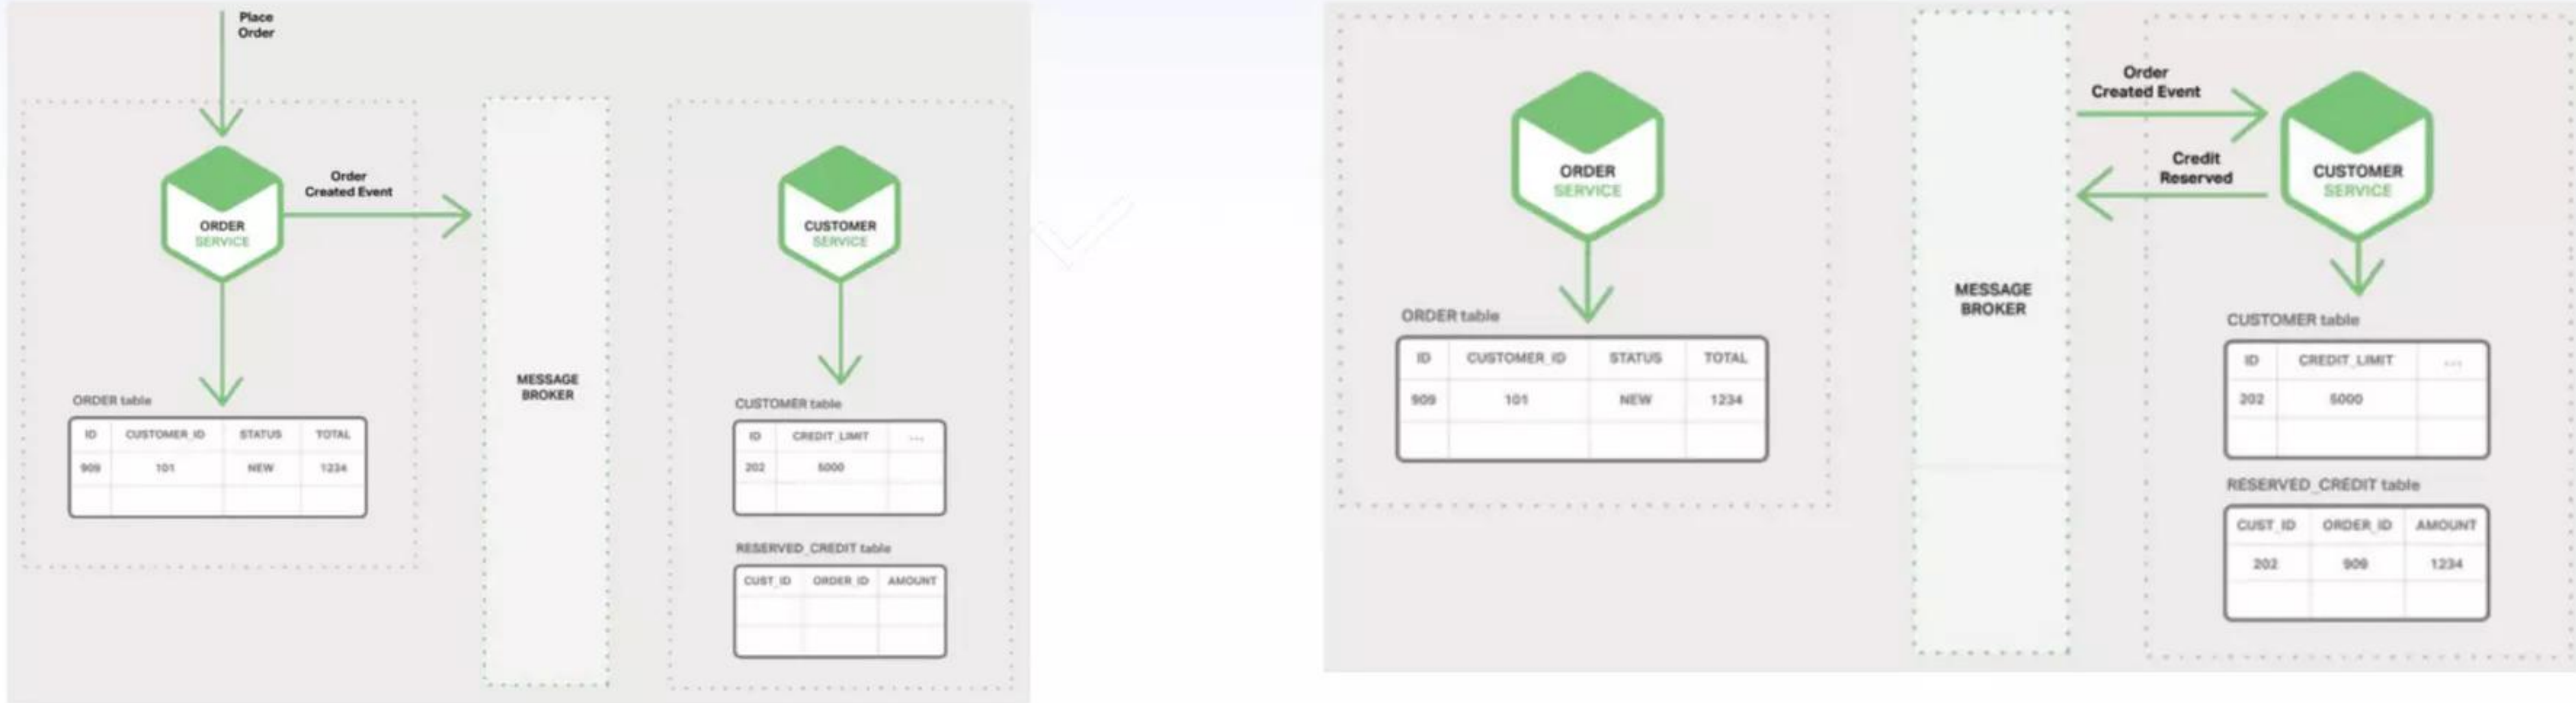 Place
Order
Order
Created Event
ORDER
SERVICE
CUSTOMER
SERVICE
MESSAGE
BROKER
ORDER table
ID CUSTOMER_ID STATUS TOTAL
909 101 NEW 1234
CUSTOMER table
ID CREDIT_LIMIT ...
202 5000
RESERVED_CREDIT table
CUST_ID ORDER_ID AMOUNT
Order
Created Event
Credit
Reserved
ORDER
SERVICE
CUSTOMER
SERVICE
MESSAGE
BROKER
ORDER table
ID CUSTOMER_ID STATUS TOTAL
909 101 NEW 1234
CUSTOMER table
ID CREDIT_LIMIT ...
202 5000
RESERVED_CREDIT table
CUST_ID ORDER_ID AMOUNT
202 909 1234